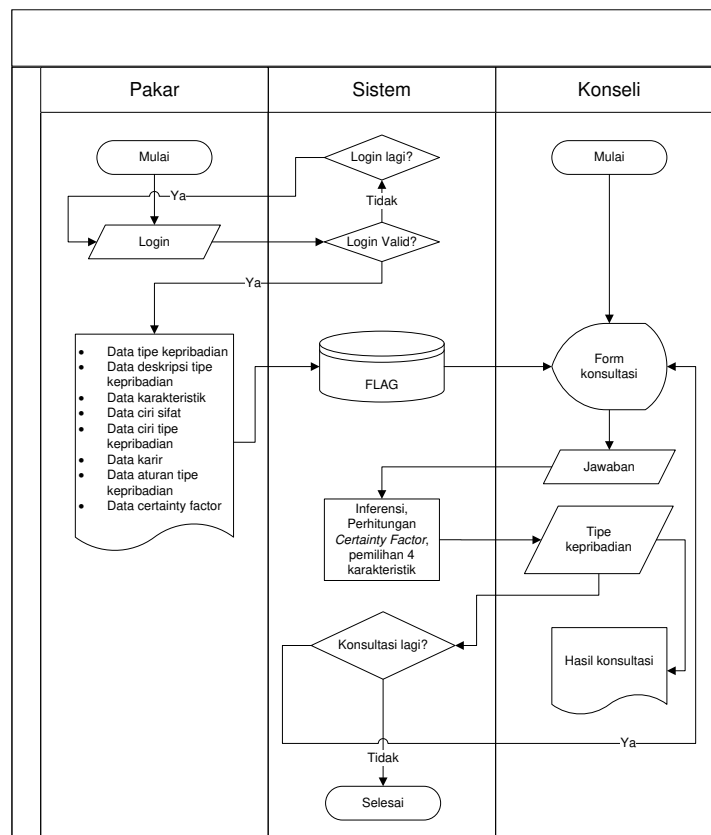 Pakar
Sistem
Konseli
Mulai
Login lagi?
Mulai
Ya
Tidak
Login
Login Valid?
Ya
• Data tipe kepribadian
• Data deskripsi tipe
kepribadian
• Data karakteristik
• Data ciri sifat
• Data ciri tipe
kepribadian
• Data karir
• Data aturan tipe
kepribadian
• Data certainty factor
FLAG
Form
konsultasi
Jawaban
Inferensi,
Perhitungan
Certainty Factor,
pemilihan 4
karakteristik
Tipe
kepribadian
Konsultasi lagi?
Hasil konsultasi
Ya
Tidak
Selesai